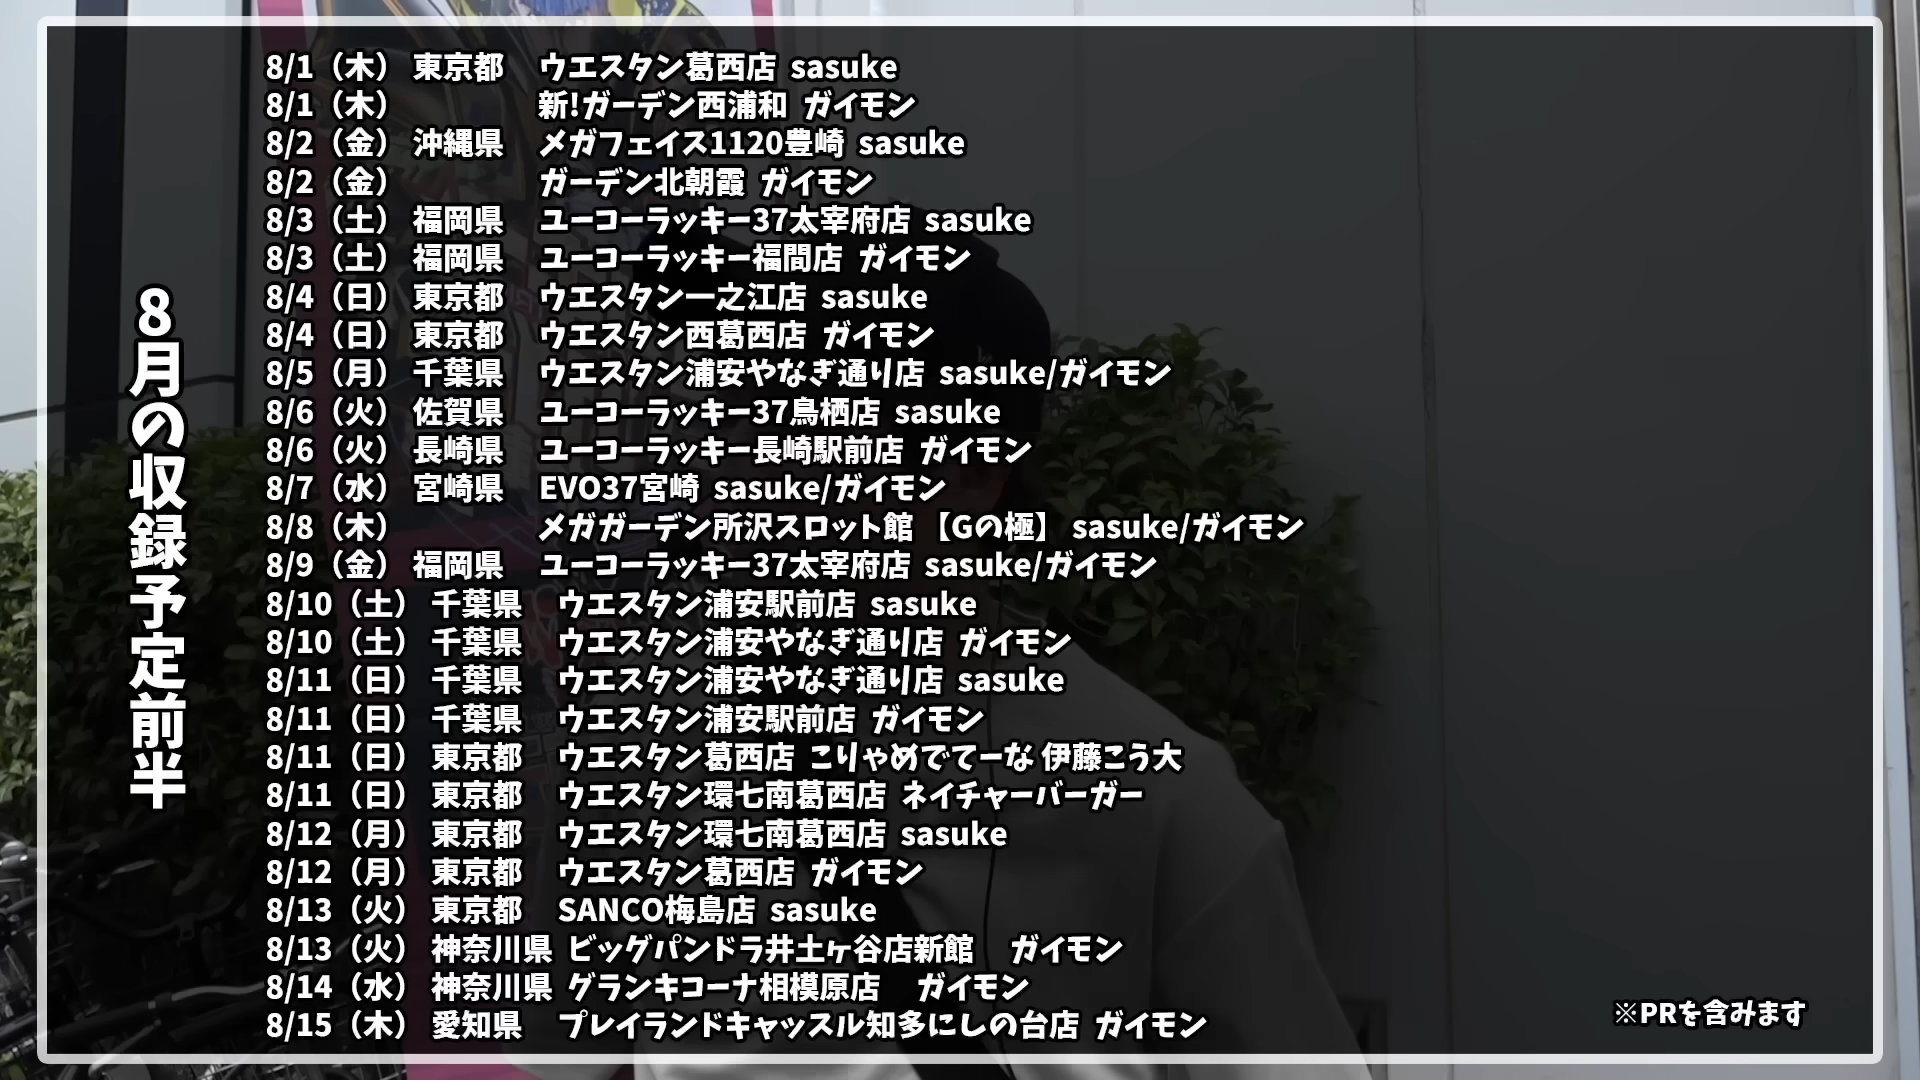 8月の収録予定前半
8/1（木） 東京都　ウエスタン葛西店 sasuke
8/1（木）　　　　新!ガーデン西浦和 ガイモン
8/2（金） 沖縄県　メガフェイス1120豊崎 sasuke
8/2（金）　　　　ガーデン北朝霞 ガイモン
8/3（土） 福岡県　ユーコーラッキー37太宰府店 sasuke
8/3（土） 福岡県　ユーコーラッキー福間店 ガイモン
8/4（日） 東京都　ウエスタン一之江店 sasuke
8/4（日） 東京都　ウエスタン西葛西店 ガイモン
8/5（月） 千葉県　ウエスタン浦安やなぎ通り店 sasuke/ガイモン
8/6（火） 佐賀県　ユーコーラッキー37鳥栖店 sasuke
8/6（火） 長崎県　ユーコーラッキー長崎駅前店 ガイモン
8/7（水） 宮崎県　EVO37宮崎 sasuke/ガイモン
8/8（木）　　　　メガガーデン所沢スロット館 【Gの極】 sasuke/ガイモン
8/9（金） 福岡県　ユーコーラッキー37太宰府店 sasuke/ガイモン
8/10（土） 千葉県　ウエスタン浦安駅前店 sasuke
8/10（土） 千葉県　ウエスタン浦安やなぎ通り店 ガイモン
8/11（日） 千葉県　ウエスタン浦安やなぎ通り店 sasuke
8/11（日） 千葉県　ウエスタン浦安駅前店 ガイモン
8/11（日） 東京都　ウエスタン葛西店 こりゃめでてーな 伊藤こう大
8/11（日） 東京都　ウエスタン環七南葛西店 ネイチャーバーガー
8/12（月） 東京都　ウエスタン環七南葛西店 sasuke
8/12（月） 東京都　ウエスタン葛西店 ガイモン
8/13（火） 東京都　SANCO梅島店 sasuke
8/13（火） 神奈川県 ビッグパンドラ井土ヶ谷店新館　ガイモン
8/14（水） 神奈川県 グランキコーナ相模原店　ガイモン
8/15（木） 愛知県　プレイランドキャッスル知多にしの台店 ガイモン
※PRを含みます